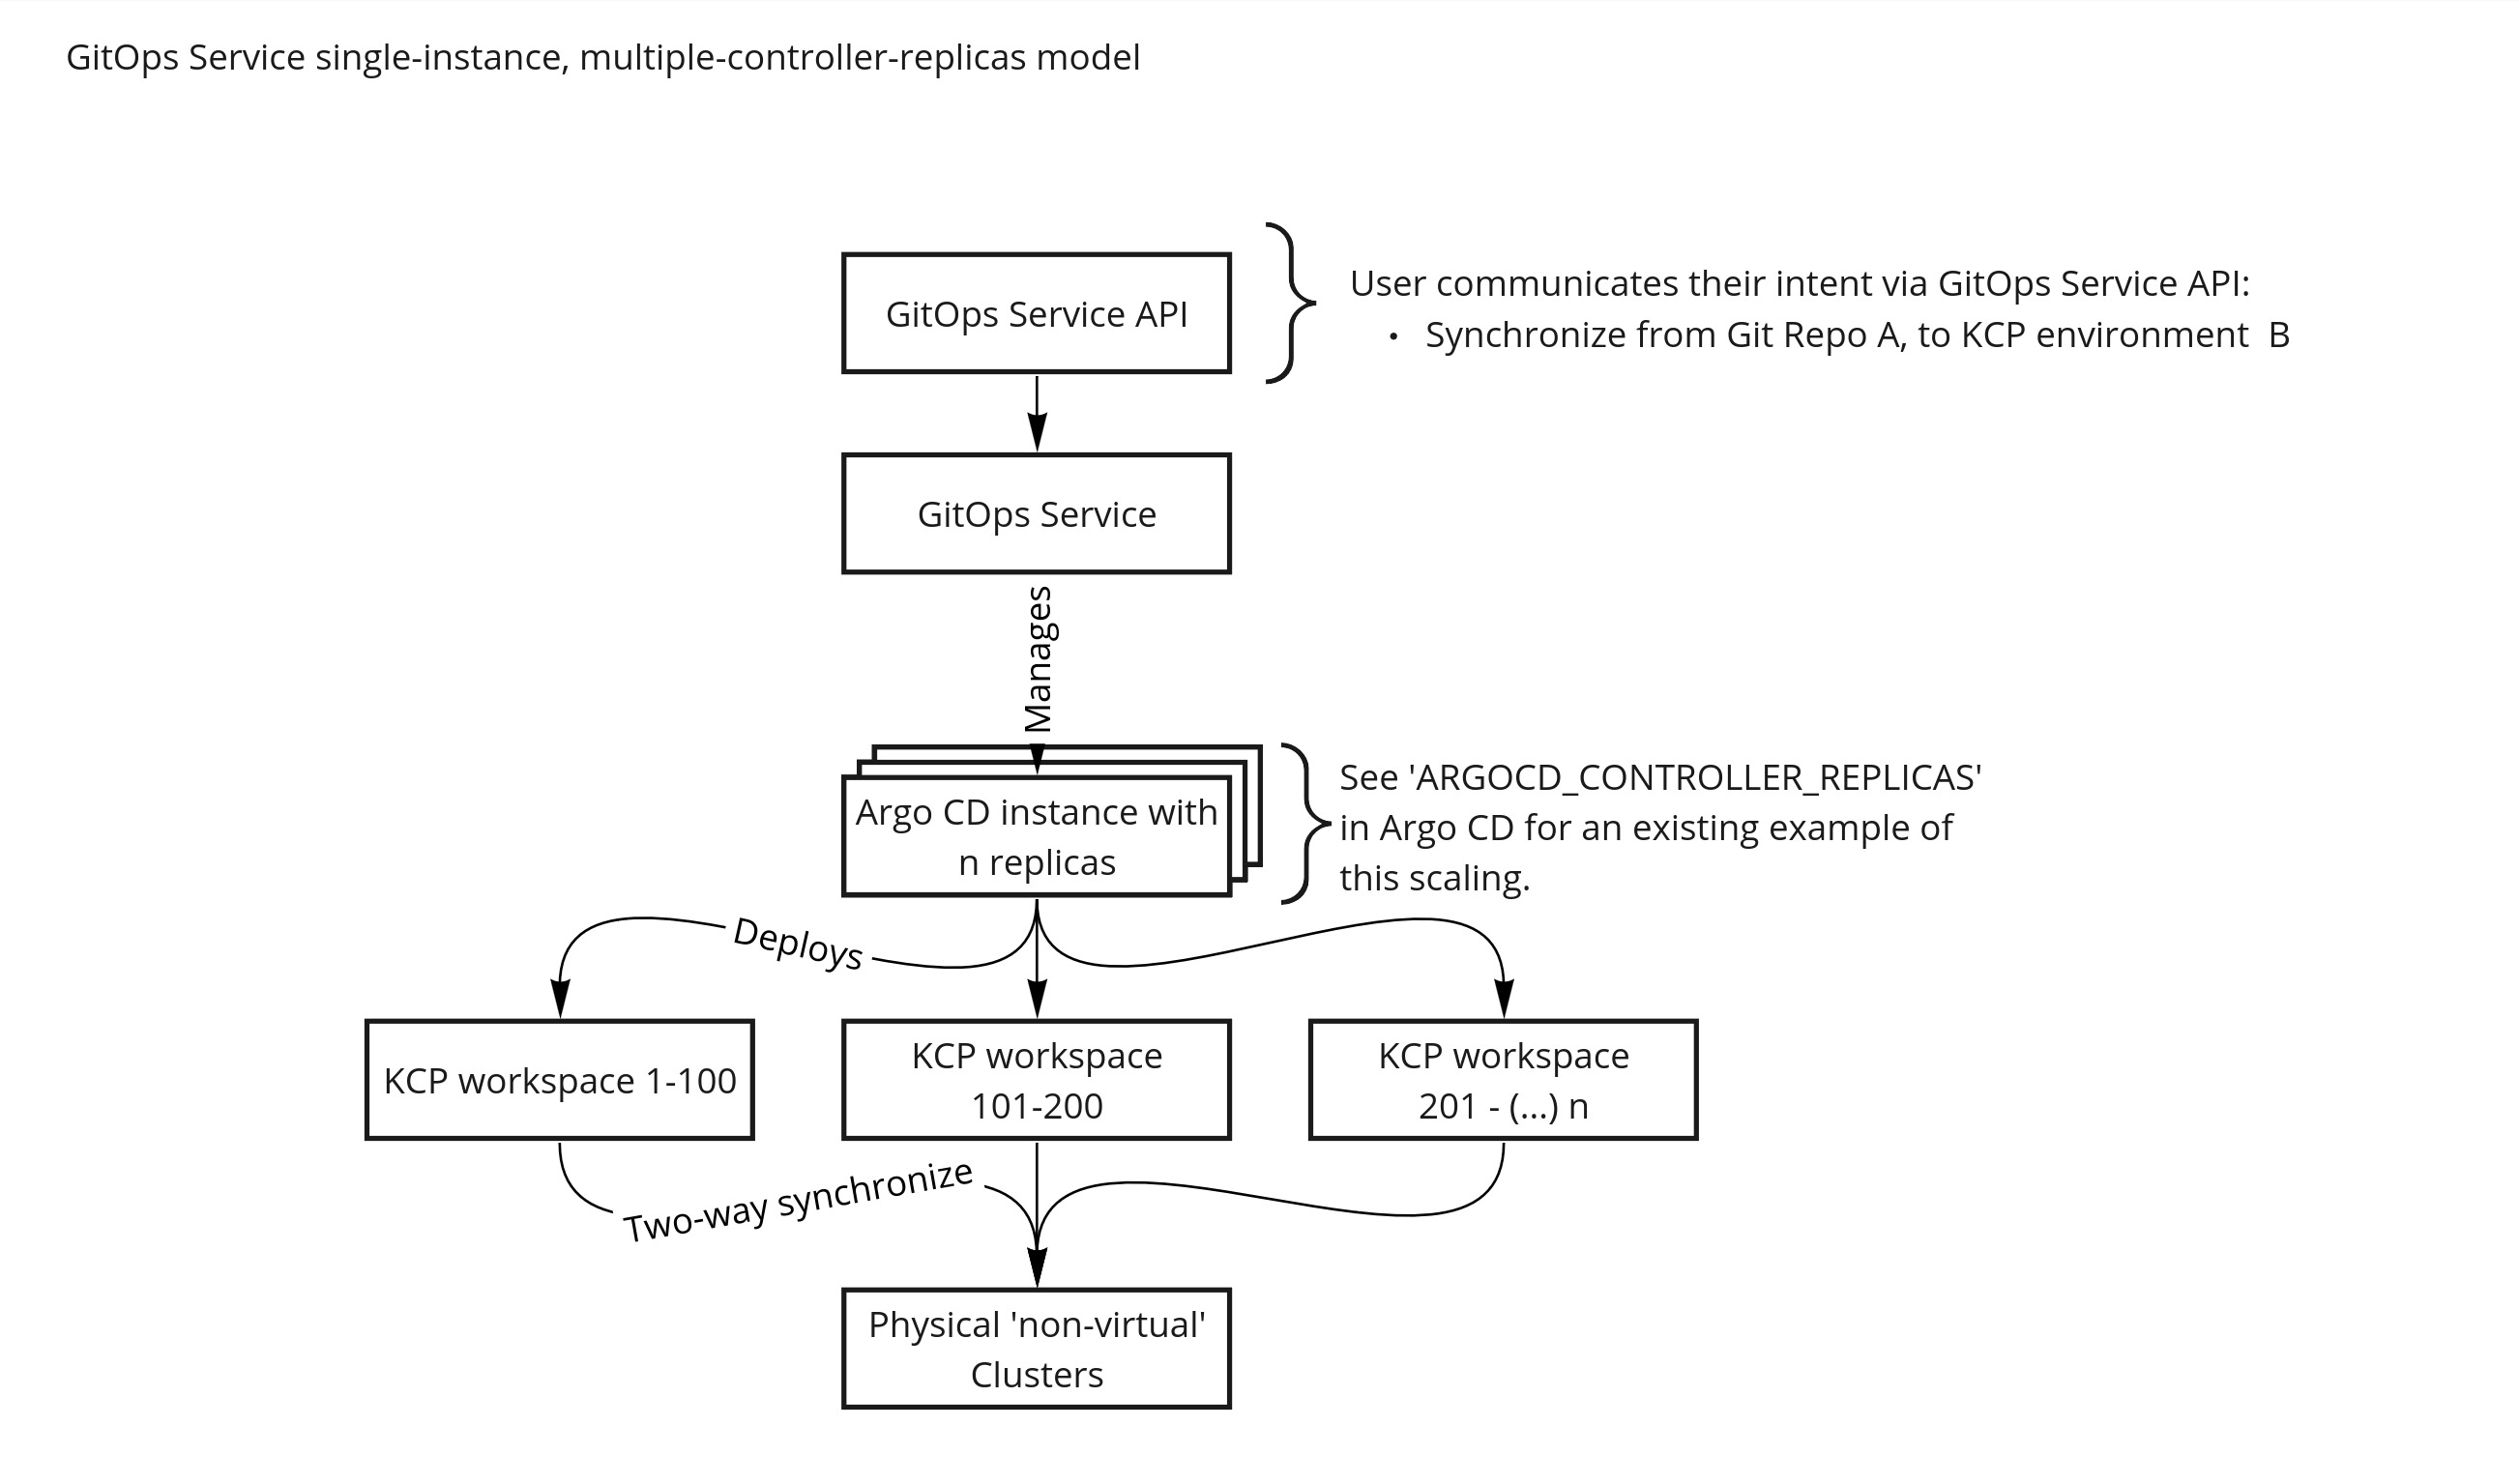 GitOps Service single-instance, multiple-controller-replicas model
GitOps Service API
User communicates their intent via GitOps Service API:
• Synchronize from Git Repo A, to KCP environment  B
GitOps Service
Manages
Argo CD instance with
n replicas
See 'ARGOCD_CONTROLLER_REPLICAS'
in Argo CD for an existing example of
this scaling.
Deploys
KCP workspace 1-100
KCP workspace
101-200
KCP workspace
201 - (...) n
Two-way synchronize
Physical 'non-virtual'
Clusters